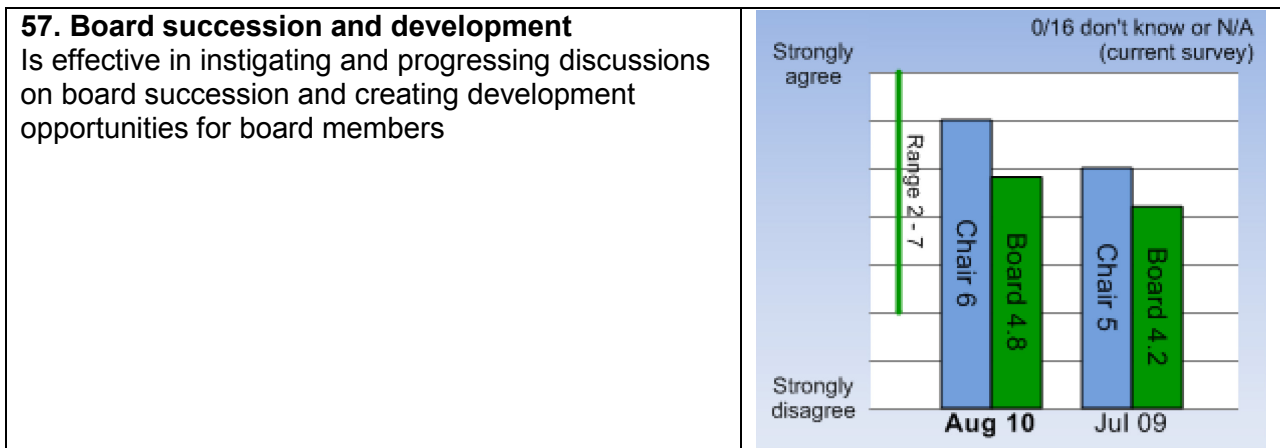 57. Board succession and development
Is effective in instigating and progressing discussions
on board succession and creating development
opportunities for board members
0/16 don't know or N/A
(current survey)
Strongly
agree
Range 2 - 7
Chair 6
Board 4.8
Chair 5
Board 4.2
Strongly
disagree
Aug 10
Jul 09